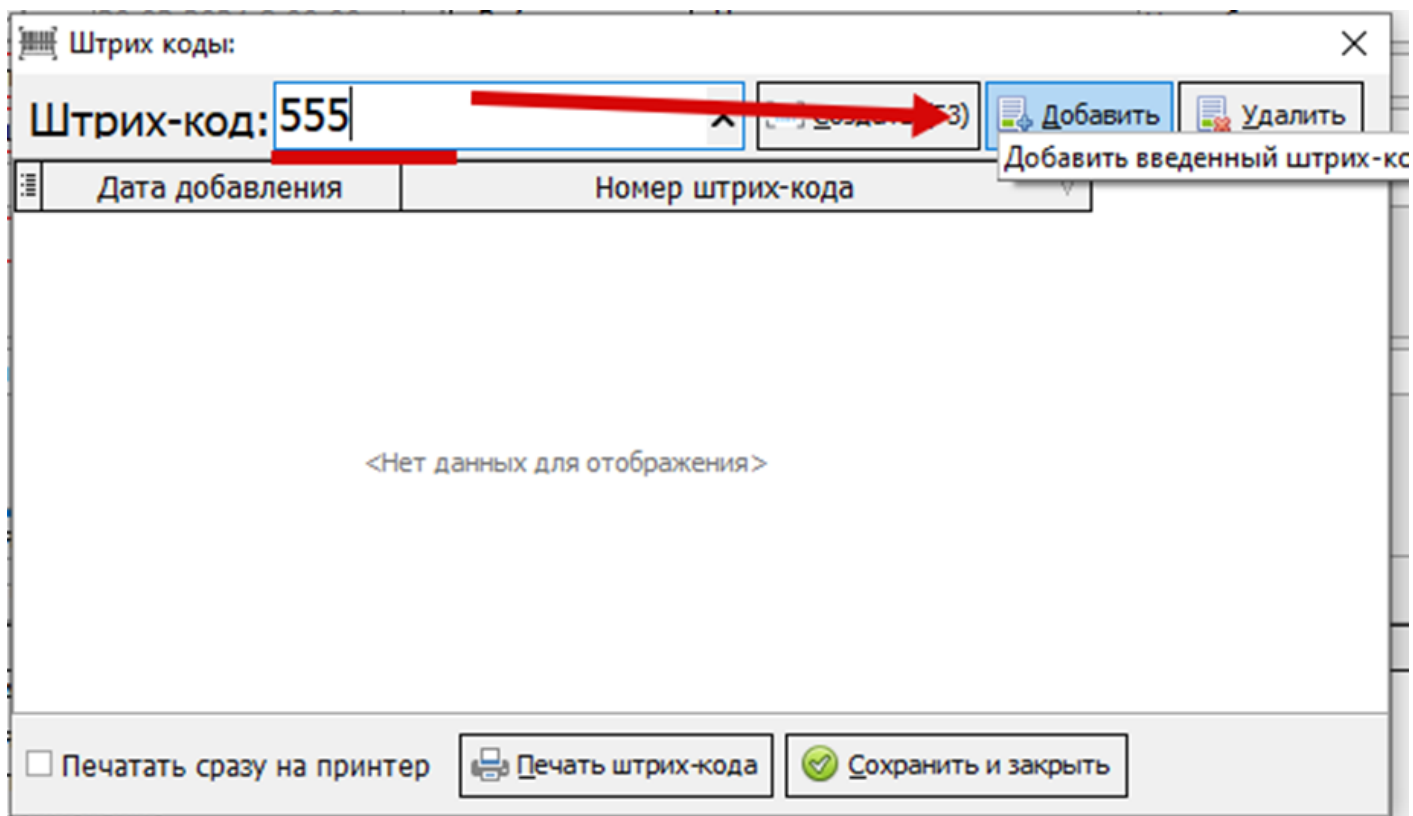 Штрих коды:
Штрих-код: 555 3) Добавить Удалить
Добавить введенный штрих-ко
Дата добавления Номер штрих-кода
<Нет данных для отображения>
Печатать сразу на принтер Печать штрих-кода Сохранить и закрыть